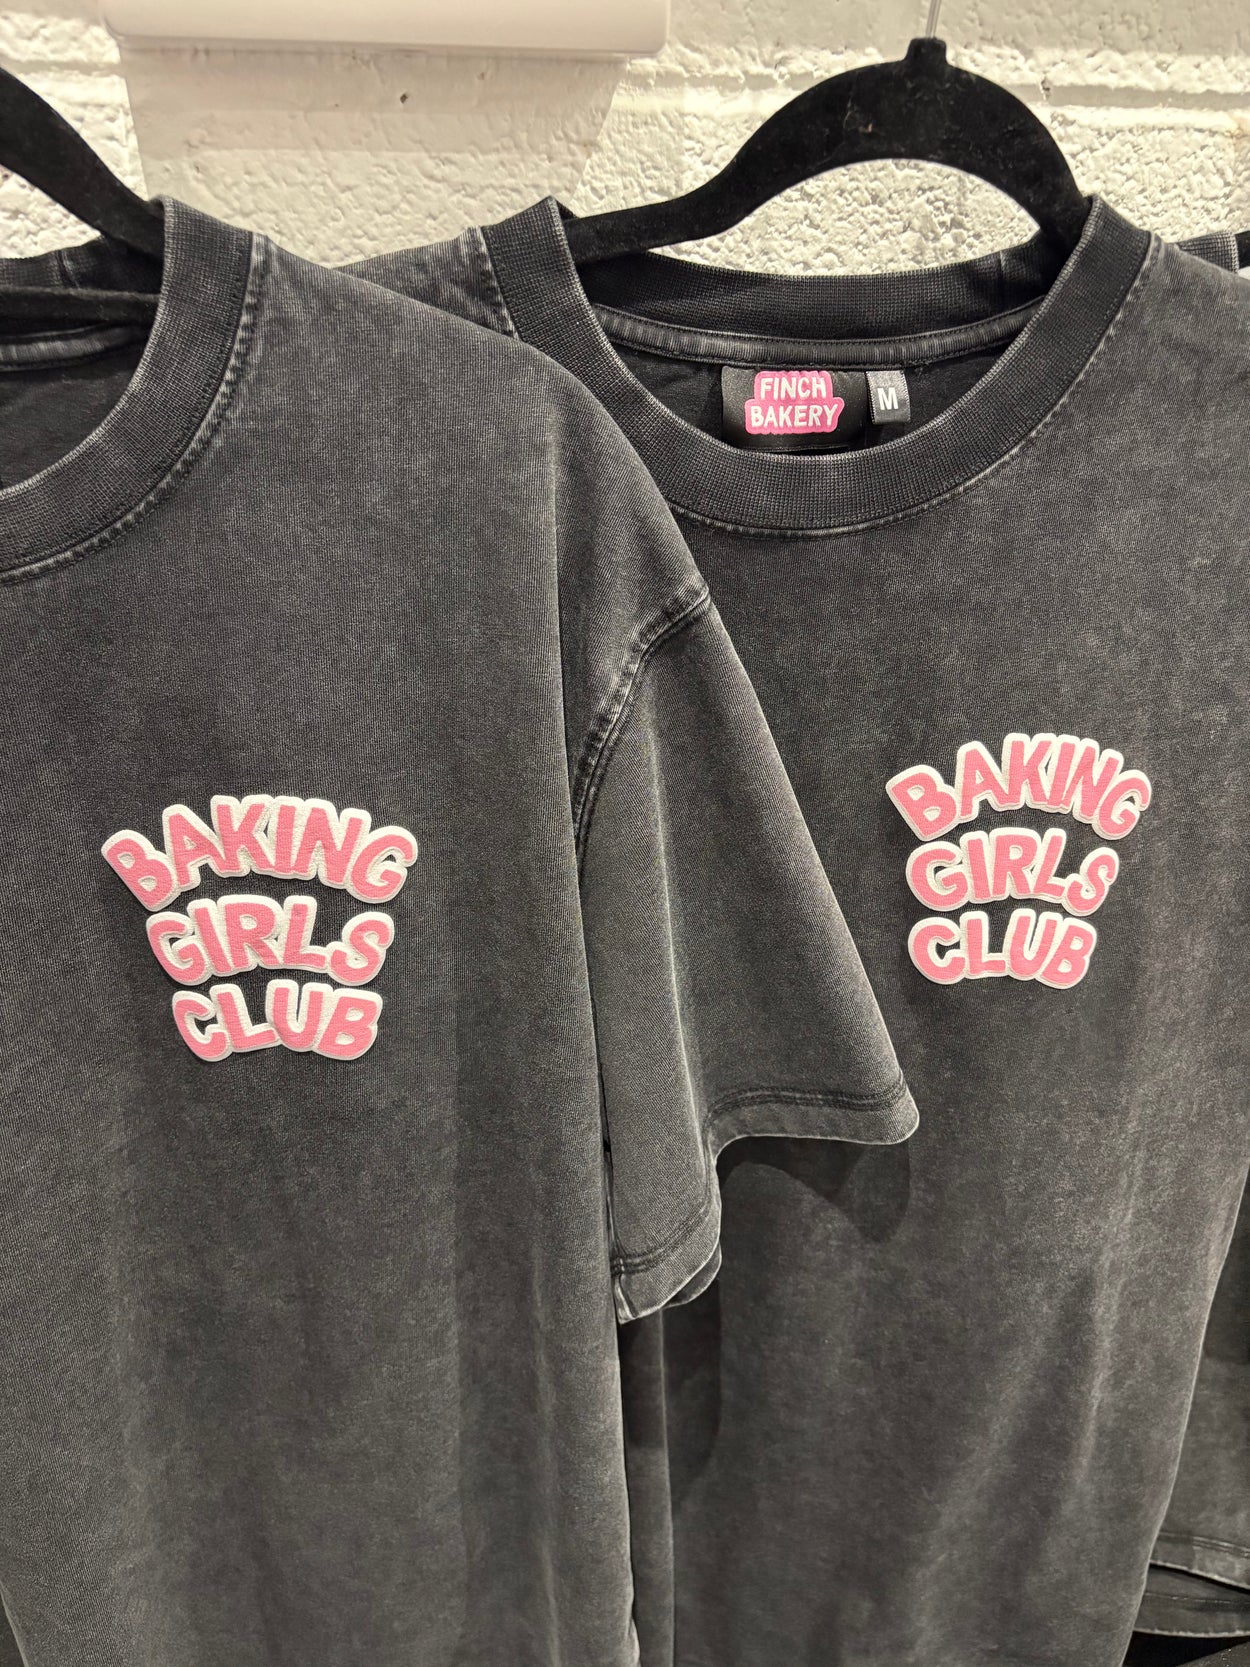 FINCH
BAKERY
M
BAKING
GIRLS
CLUB
BAKING
GIRLS
CLUB